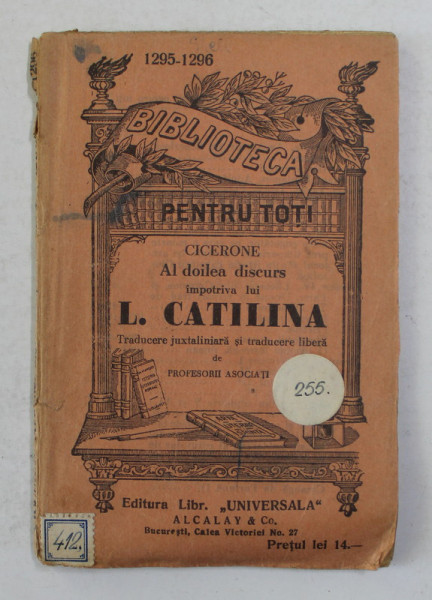 1295-1296
BIBLIOTECA
PENTRU TOȚI
CICERONE
Al doilea discurs
împotriva lui
L. CATILINA
Traducere juxtaliniară și traducere liberă
de
PROFESORII ASOCIAȚI
255.
Editura Libr. „UNIVERSALA“
ALCALAY & Co.
București, Calea Victoriei No. 27
Prețul lei 14.—
412,